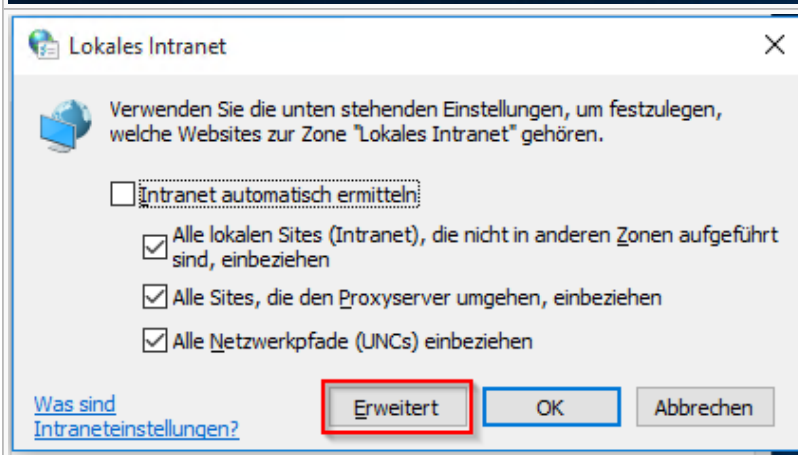 Lokales Intranet
Verwenden Sie die unten stehenden Einstellungen, um festzulegen,
welche Websites zur Zone "Lokales Intranet" gehören.
Intranet automatisch ermitteln
Alle lokalen Sites (Intranet), die nicht in anderen Zonen aufgeführt
sind, einbeziehen
Alle Sites, die den Proxyserver umgehen, einbeziehen
Alle Netzwerkpfade (UNCs) einbeziehen
Was sind
Intraneteinstellungen?
Erweitert
OK
Abbrechen